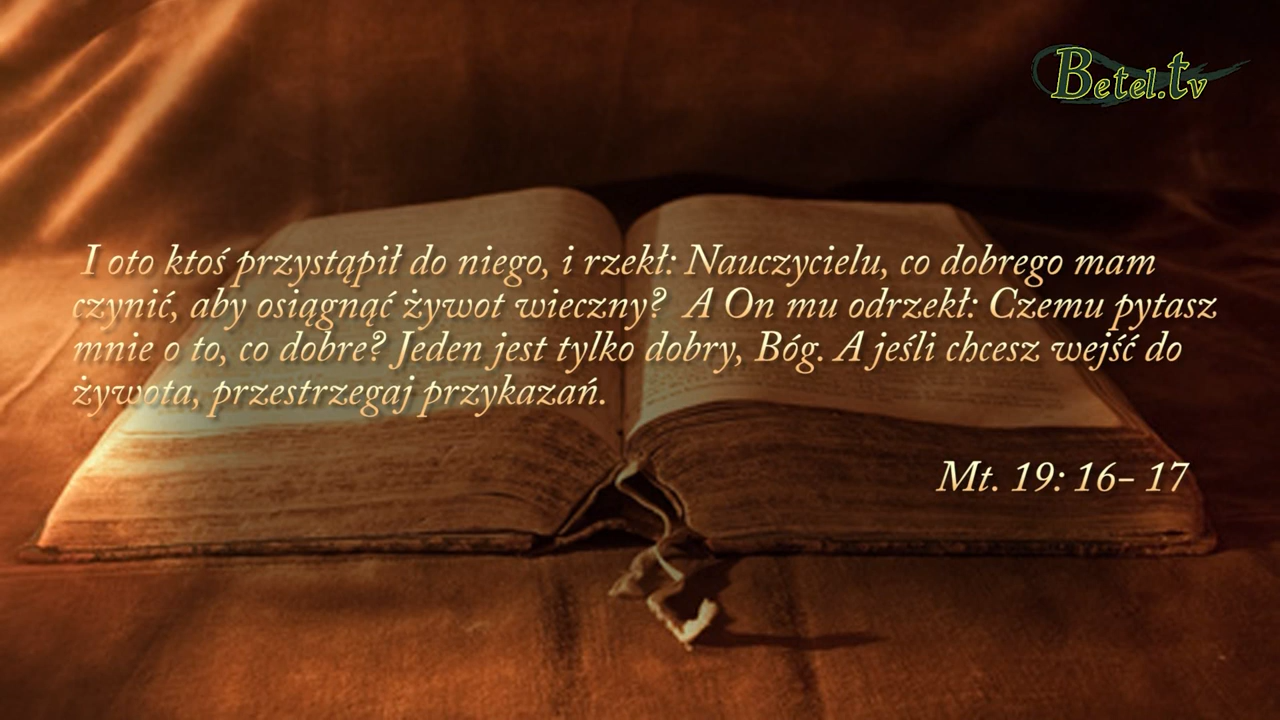 Betel.tv
I oto ktoś przystąpił do niego, i rzekł: Nauczycielu, co dobrego mam
czynić, aby osiągnąć żywot wieczny? A On mu odrzekł: Czemu pytasz
mnie o to, co dobre? Jeden jest tylko dobry, Bóg. A jeśli chcesz wejść do
żywota, przestrzegaj przykazań.
Mt. 19: 16- 17